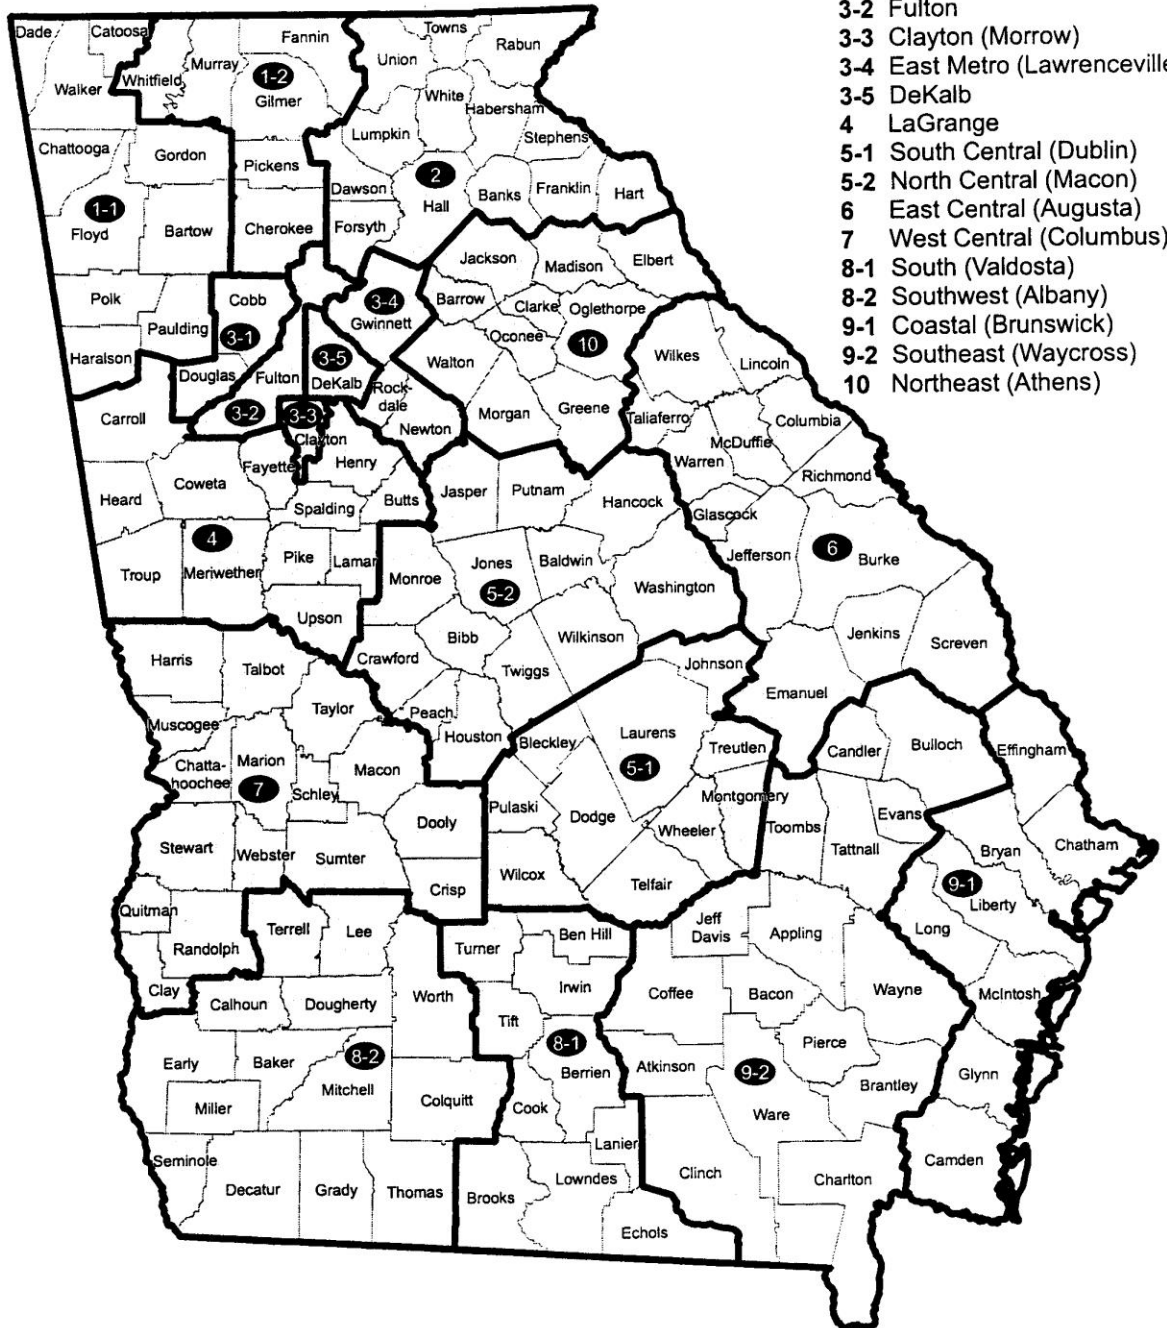 3-2 Fulton
3-3 Clayton (Morrow)
3-4 East Metro (Lawrenceville
3-5 DeKalb
4 LaGrange
5-1 South Central (Dublin)
5-2 North Central (Macon)
6 East Central (Augusta)
7 West Central (Columbus)
8-1 South (Valdosta)
8-2 Southwest (Albany)
9-1 Coastal (Brunswick)
9-2 Southeast (Waycross)
10 Northeast (Athens)
Dade
Catoosa
Fannin
Towns
Rabun
Union
Murray
Whitfield
Walker
1-2
Gilmer
White
Habersham
Lumpkin
Stephens
Chattooga
Gordon
Pickens
2
Hall
Dawson
Banks
Franklin
Hart
1-1
Floyd
Bartow
Cherokee
Forsyth
Jackson
Madison
Elbert
Polk
Paulding
Cobb
3-4
Gwinnett
Barrow
Clarke
Oglethorpe
Oconee
3-1
Haralson
Douglas
Fulton
3-5
DeKalb
Walton
10
Wilkes
Lincoln
Rock-
dale
Carroll
3-2
3-3
Clayton
Newton
Morgan
Greene
Taliaferro
Columbia
McDuffie
Warren
Richmond
Fayette
Henry
Heard
Coweta
Spalding
Butts
Jasper
Putnam
Hancock
Glascock
4
Meriwether
Troup
Pike
Lamar
Monroe
Jones
5-2
Baldwin
Washington
Jefferson
6
Burke
Upson
Bibb
Wilkinson
Jenkins
Screven
Harris
Talbot
Crawford
Twiggs
Johnson
Emanuel
Muscogee
Taylor
Peach
Houston
Bleckley
Laurens
5-1
Treutlen
Candler
Bulloch
Effingham
Chatta-
hoochee
Marion
7
Macon
Schley
Pulaski
Dodge
Montgomery
Wheeler
Toombs
Evans
Tattnall
Stewart
Webster
Sumter
Dooly
Crisp
Wilcox
Telfair
Bryan
Chatham
9-1
Liberty
Long
Quitman
Randolph
Terrell
Lee
Turner
Ben Hill
Jeff
Davis
Appling
Clay
Calhoun
Dougherty
Worth
Irwin
Coffee
Bacon
Wayne
McIntosh
Tift
8-1
Berrien
Early
Baker
8-2
Mitchell
Atkinson
9-2
Ware
Pierce
Brantley
Glynn
Miller
Colquitt
Cook
Lanier
Clinch
Charlton
Camden
Seminole
Decatur
Grady
Thomas
Brooks
Lowndes
Echols